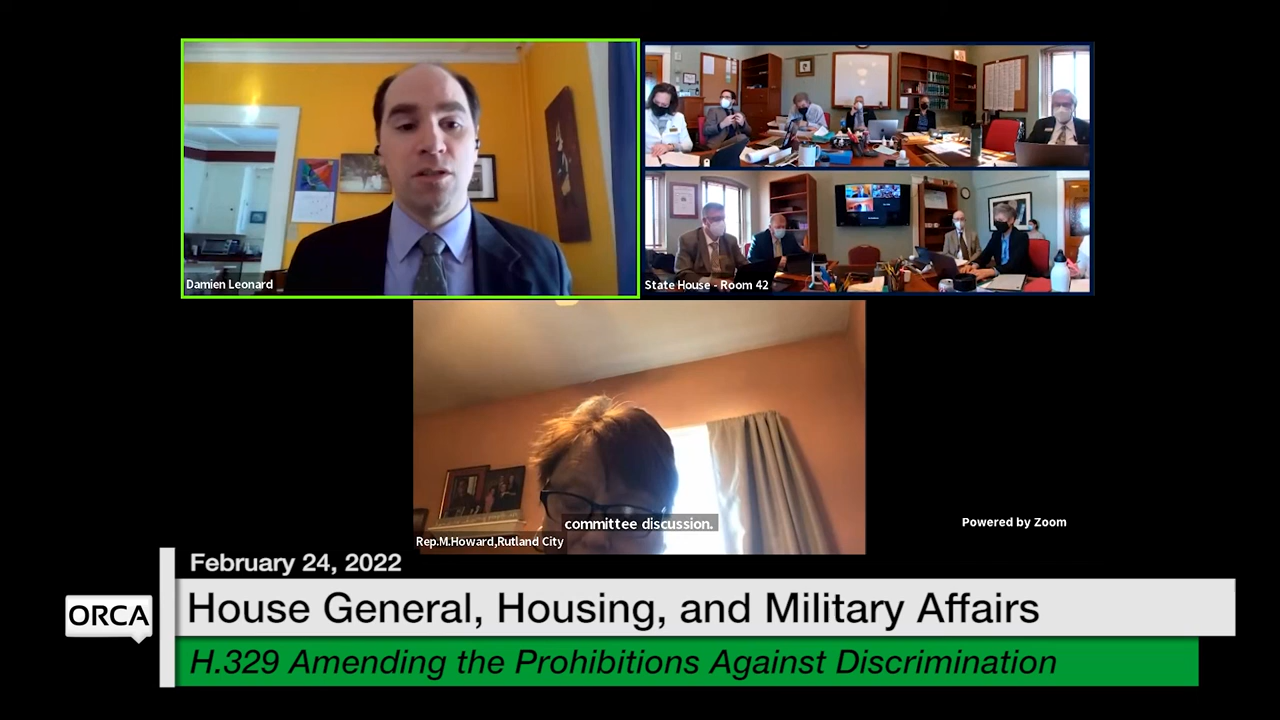 Damien Leonard
State House - Room 42
committee discussion.
Rep.M.Howard,Rutland City
Powered by Zoom
February 24, 2022
ORCA
House General, Housing, and Military Affairs
H.329 Amending the Prohibitions Against Discrimination